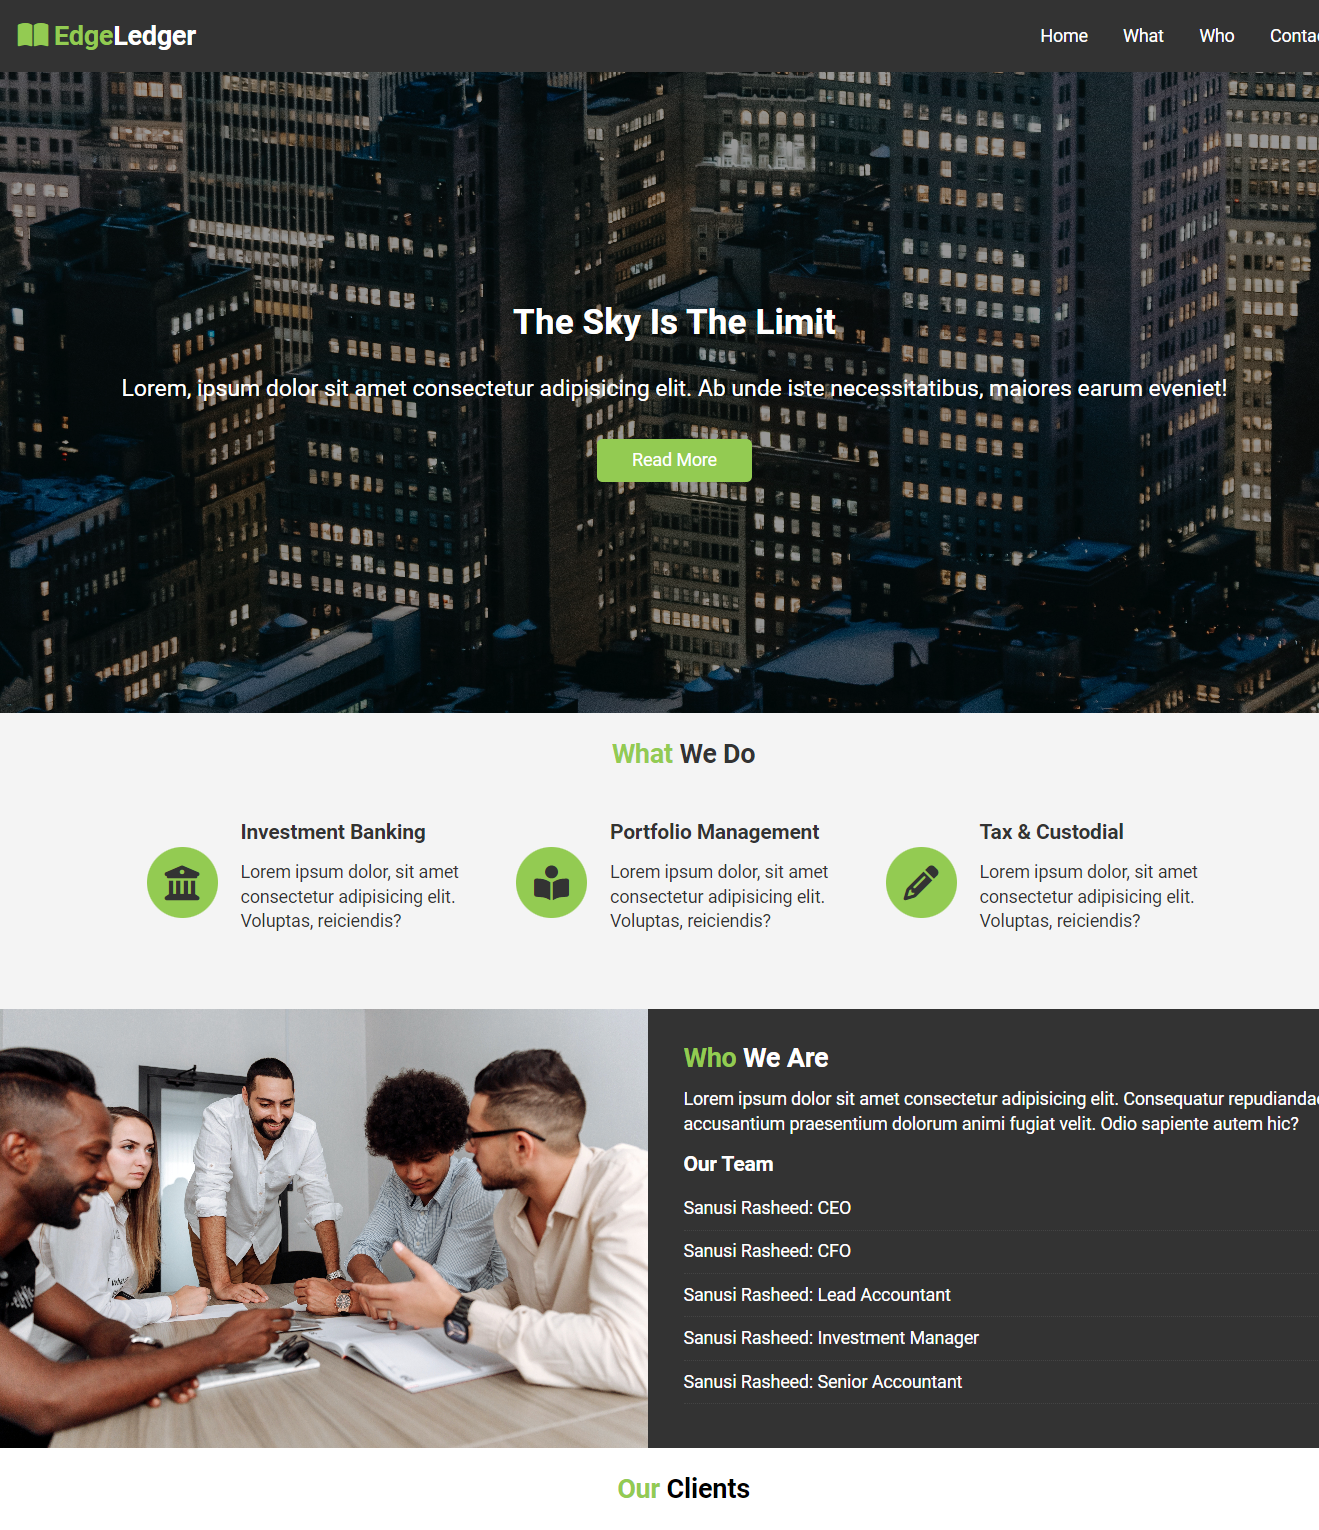 EdgeLedger
Home What Who Contac
The Sky Is The Limit
Lorem, ipsum dolor sit amet consectetur adipisicing elit. Ab unde iste necessitatibus, maiores earum eveniet!
Read More
What We Do
Investment Banking
Lorem ipsum dolor, sit amet
consectetur adipisicing elit.
Voluptas, reiciendis?
Portfolio Management
Lorem ipsum dolor, sit amet
consectetur adipisicing elit.
Voluptas, reiciendis?
Tax & Custodial
Lorem ipsum dolor, sit amet
consectetur adipisicing elit.
Voluptas, reiciendis?
Who We Are
Lorem ipsum dolor sit amet consectetur adipisicing elit. Consequatur repudiandae
accusantium praesentium dolorum animi fugiat velit. Odio sapiente autem hic?
Our Team
Sanusi Rasheed: CEO
Sanusi Rasheed: CFO
Sanusi Rasheed: Lead Accountant
Sanusi Rasheed: Investment Manager
Sanusi Rasheed: Senior Accountant
Our Clients